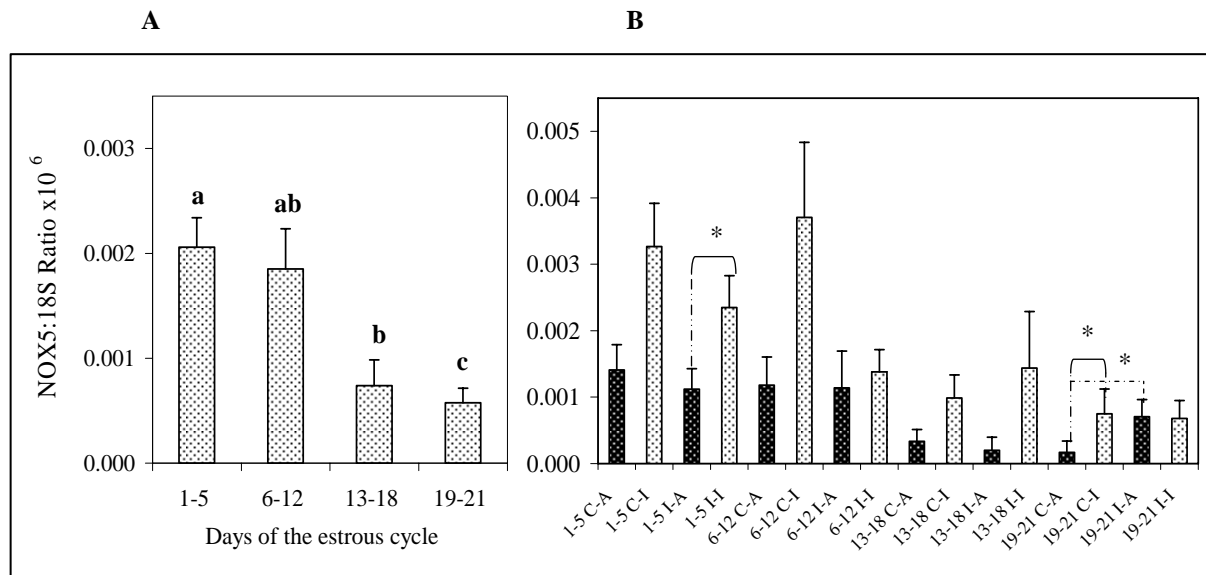 A B
NOX5:18S Ratio x10 6
0.003
0.002
0.001
0.000
a
ab
b
c
1-5 6-12 13-18 19-21
Days of the estrous cycle
0.005
0.004
0.003
0.002
0.001
0.000
*
*
*
1-5 C-A
1-5 C-I
1-5 I-A
1-5 I-I
6-12 C-A
6-12 C-I
6-12 I-A
6-12 I-I
13-18 C-A
13-18 C-I
13-18 I-A
13-18 I-I
19-21 C-A
19-21 C-I
19-21 I-A
19-21 I-I